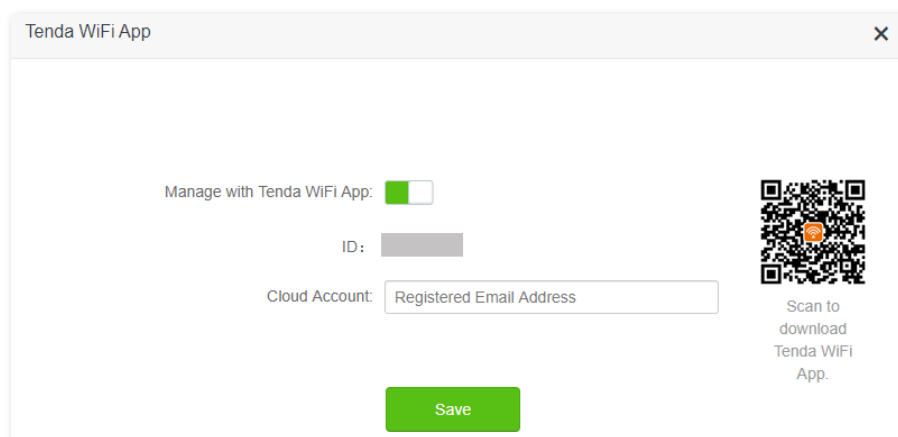 Tenda WiFi App
Manage with Tenda WiFi App:
ID：
Cloud Account: Registered Email Address
Scan to
download
Tenda WiFi
App.
Save